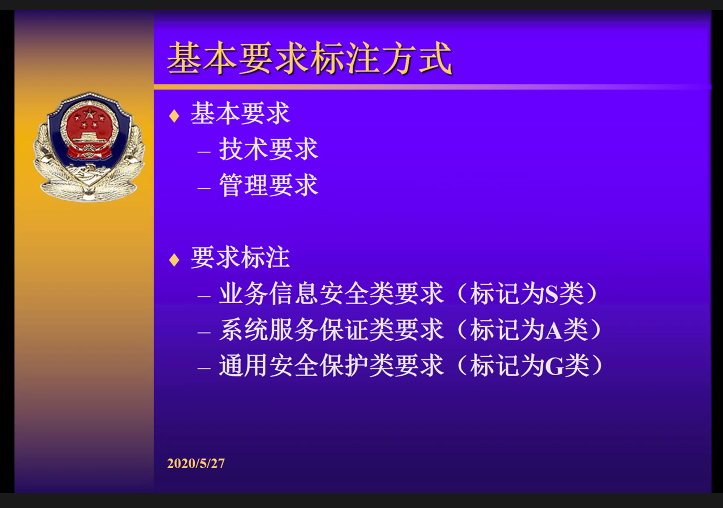 基本要求标注方式
♦ 基本要求
– 技术要求
– 管理要求
♦ 要求标注
– 业务信息安全类要求（标记为S类）
– 系统服务保证类要求（标记为A类）
– 通用安全保护类要求（标记为G类）
2020/5/27